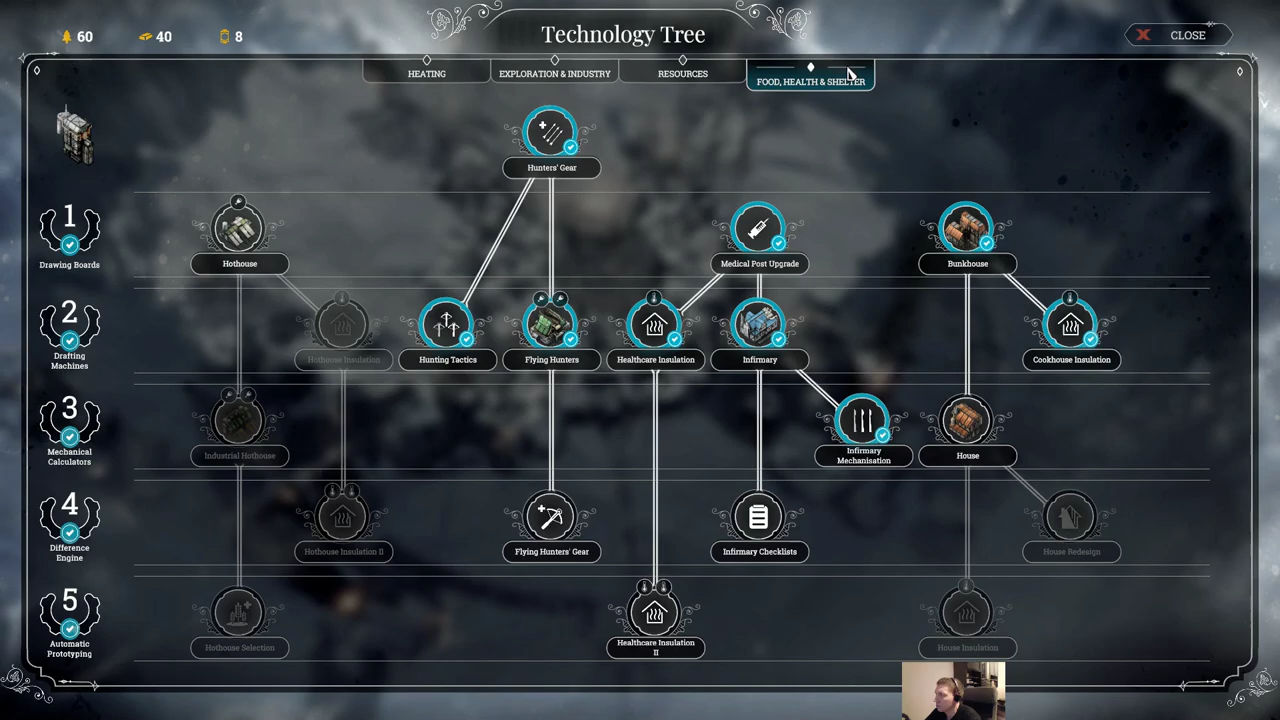 60 40 8
Technology Tree
CLOSE
HEATING
EXPLORATION & INDUSTRY
RESOURCES
FOOD, HEALTH & SHELTER
Hunters' Gear
1
Drawing Boards
Hothouse
Medical Post Upgrade
Bunkhouse
2
Drafting
Machines
Hothouse Insulation
Hunting Tactics
Flying Hunters
Healthcare Insulation
Infirmary
Cookhouse Insulation
3
Mechanical
Calculators
Industrial Hothouse
Infirmary
Mechanisation
House
4
Difference
Engine
Hothouse Insulation II
Flying Hunters' Gear
Infirmary Checklists
House Redesign
5
Automatic
Prototyping
Hothouse Selection
Healthcare Insulation
II
House Insulation